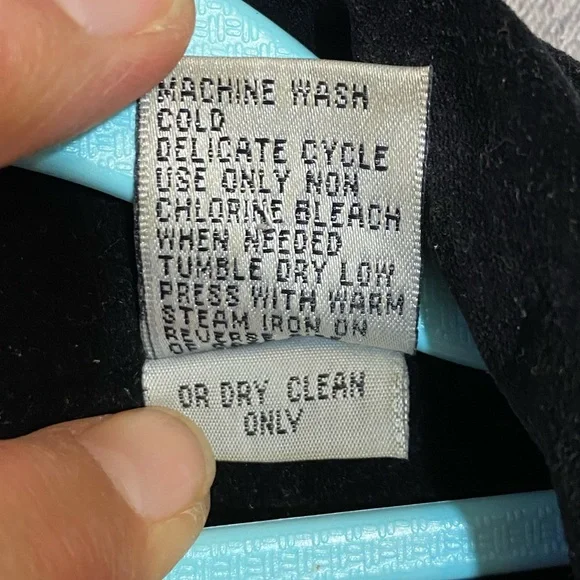 MACHINE WASH
COLD
DELICATE CYCLE
USE ONLY NON
CHLORINE BLEACH
WHEN NEEDED
TUMBLE DRY LOW
PRESS WITH WARM
STEAM IRON ON
REVERSE
OR DRY CLEAN
ONLY